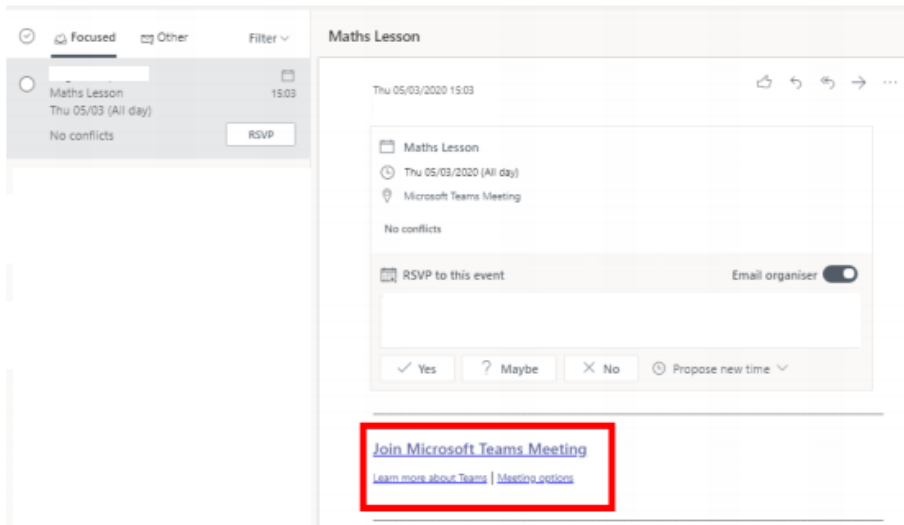 Focused Other Filter
Maths Lesson
Maths Lesson 15:03
Thu 05/03 (All day)
No conflicts RSVP
Thu 05/03/2020 15:03
Maths Lesson
Thu 05/03/2020 (All day)
Microsoft Teams Meeting
No conflicts
RSVP to this event Email organiser
Yes Maybe No Propose new time
Join Microsoft Teams Meeting
Learn more about Teams | Meeting options